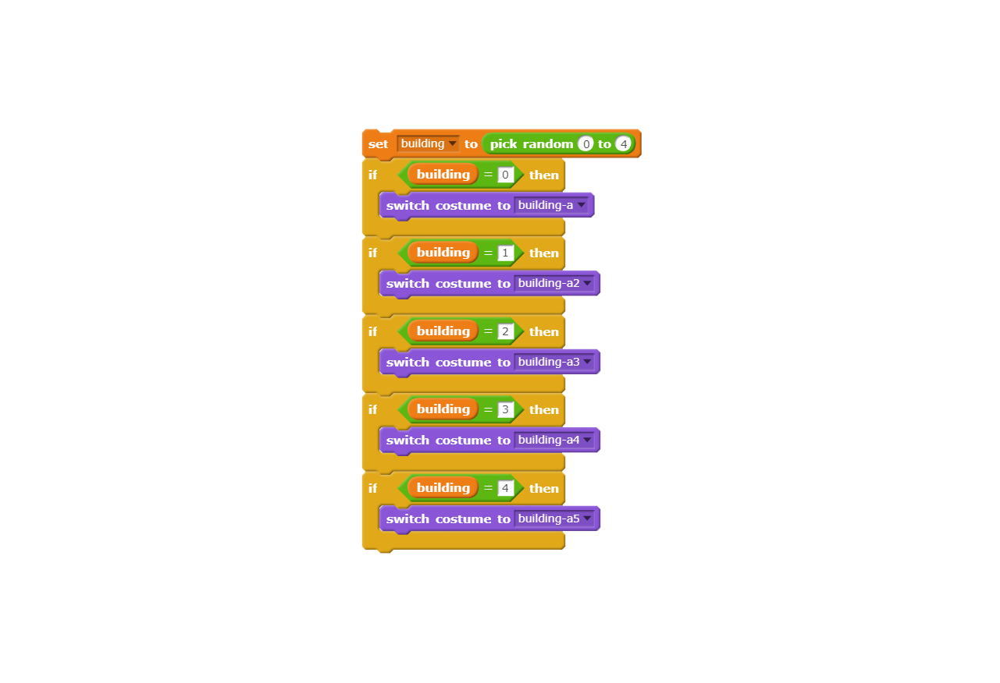 set building to pick random 0 to 4
if building = 0 then
switch costume to building-a
if building = 1 then
switch costume to building-a2
if building = 2 then
switch costume to building-a3
if building = 3 then
switch costume to building-a4
if building = 4 then
switch costume to building-a5